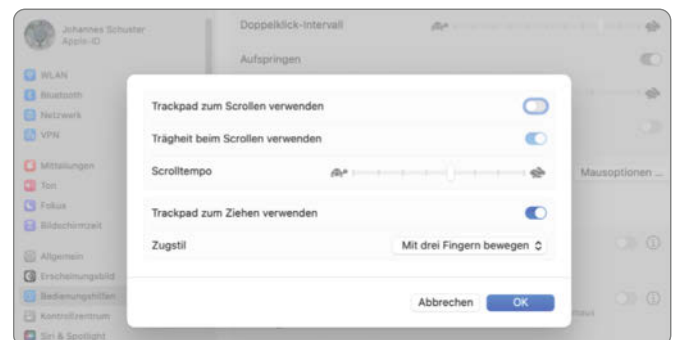 Johannes Schuster
Apple-ID
WLAN
Bluetooth
Netzwerk
VPN
Mitteilungen
Ton
Fokus
Bildschirmzeit
Allgemein
Erscheinungsbild
Bedienungshilfen
Kontrollzentrum
Siri & Spotlight
Doppelklick-Intervall
Aufspringen
Mausoptionen ...
Trackpad zum Scrollen verwenden
Trägheit beim Scrollen verwenden
Scrolltempo
Trackpad zum Ziehen verwenden
Zugstil Mit drei Fingern bewegen
Abbrechen OK